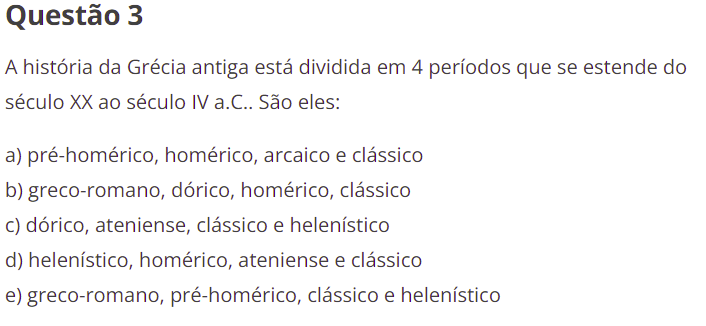 Questão 3
A história da Grécia antiga está dividida em 4 períodos que se estende do
século XX ao século IV a.C.. São eles:
a) pré-homérico, homérico, arcaico e clássico
b) greco-romano, dórico, homérico, clássico
c) dórico, ateniense, clássico e helenístico
d) helenístico, homérico, ateniense e clássico
e) greco-romano, pré-homérico, clássico e helenístico